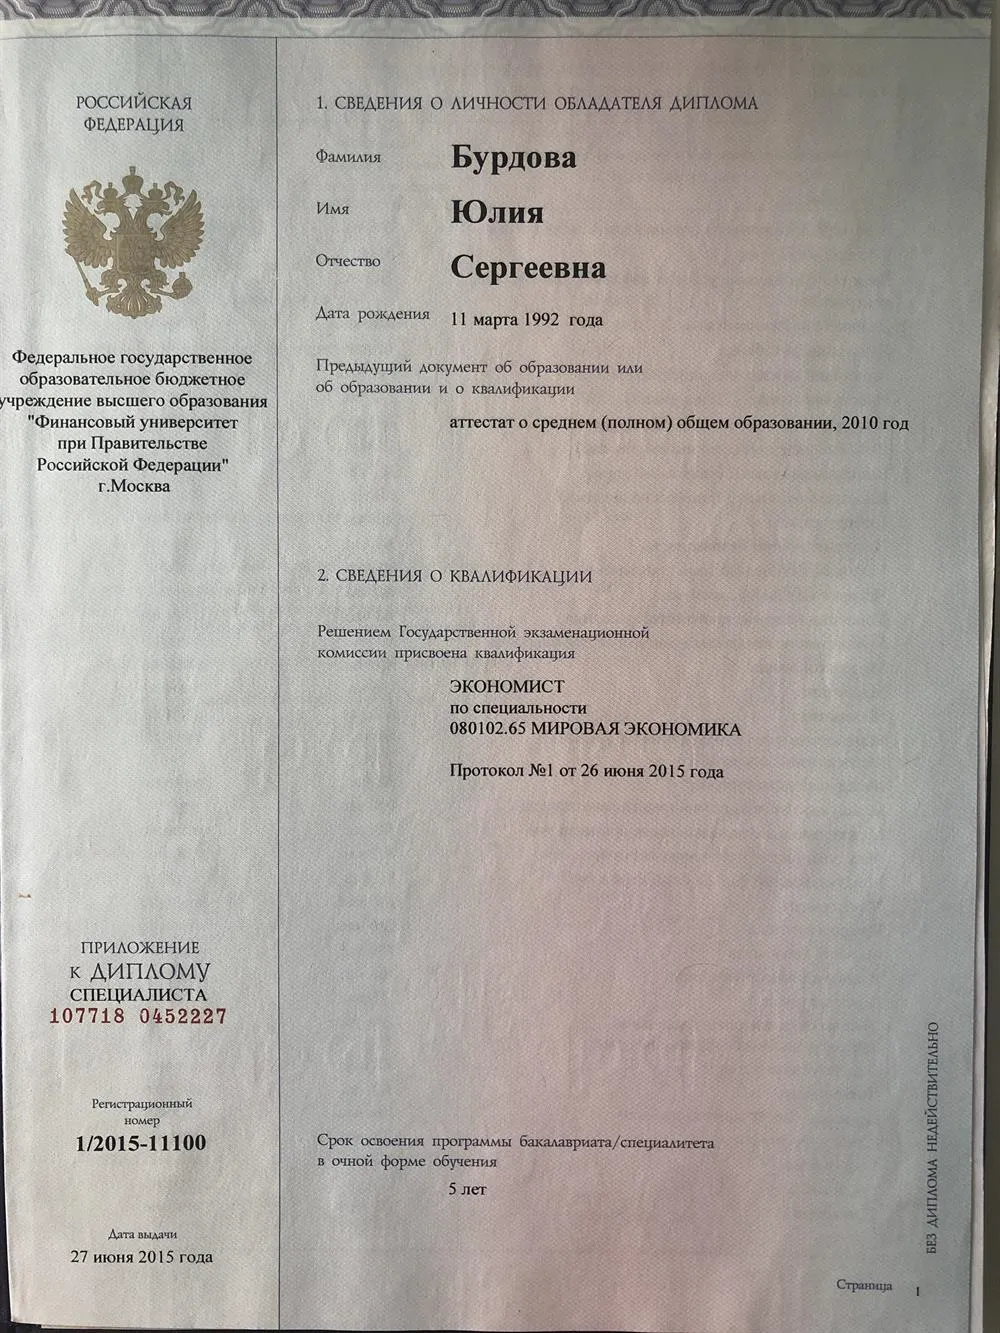 РОССИЙСКАЯ
ФЕДЕРАЦИЯ
Федеральное государственное
образовательное бюджетное
учреждение высшего образования
"Финансовый университет
при Правительстве
Российской Федерации"
г.Москва
ПРИЛОЖЕНИЕ
к ДИПЛОМУ
СПЕЦИАЛИСТА
107718 0452227
Регистрационный
номер
1/2015-11100
Дата выдачи
27 июня 2015 года
1. СВЕДЕНИЯ О ЛИЧНОСТИ ОБЛАДАТЕЛЯ ДИПЛОМА
Фамилия Бурдова
Имя Юлия
Отчество Сергеевна
Дата рождения 11 марта 1992 года
Предыдущий документ об образовании или
об образовании и о квалификации
аттестат о среднем (полном) общем образовании, 2010 год
2. СВЕДЕНИЯ О КВАЛИФИКАЦИИ
Решением Государственной экзаменационной
комиссии присвоена квалификация
ЭКОНОМИСТ
по специальности
080102.65 МИРОВАЯ ЭКОНОМИКА
Протокол №1 от 26 июня 2015 года
Срок освоения программы бакалавриата/специалитета
в очной форме обучения
5 лет
БЕЗ ДИПЛОМА НЕДЕЙСТВИТЕЛЬНО
Страница 1